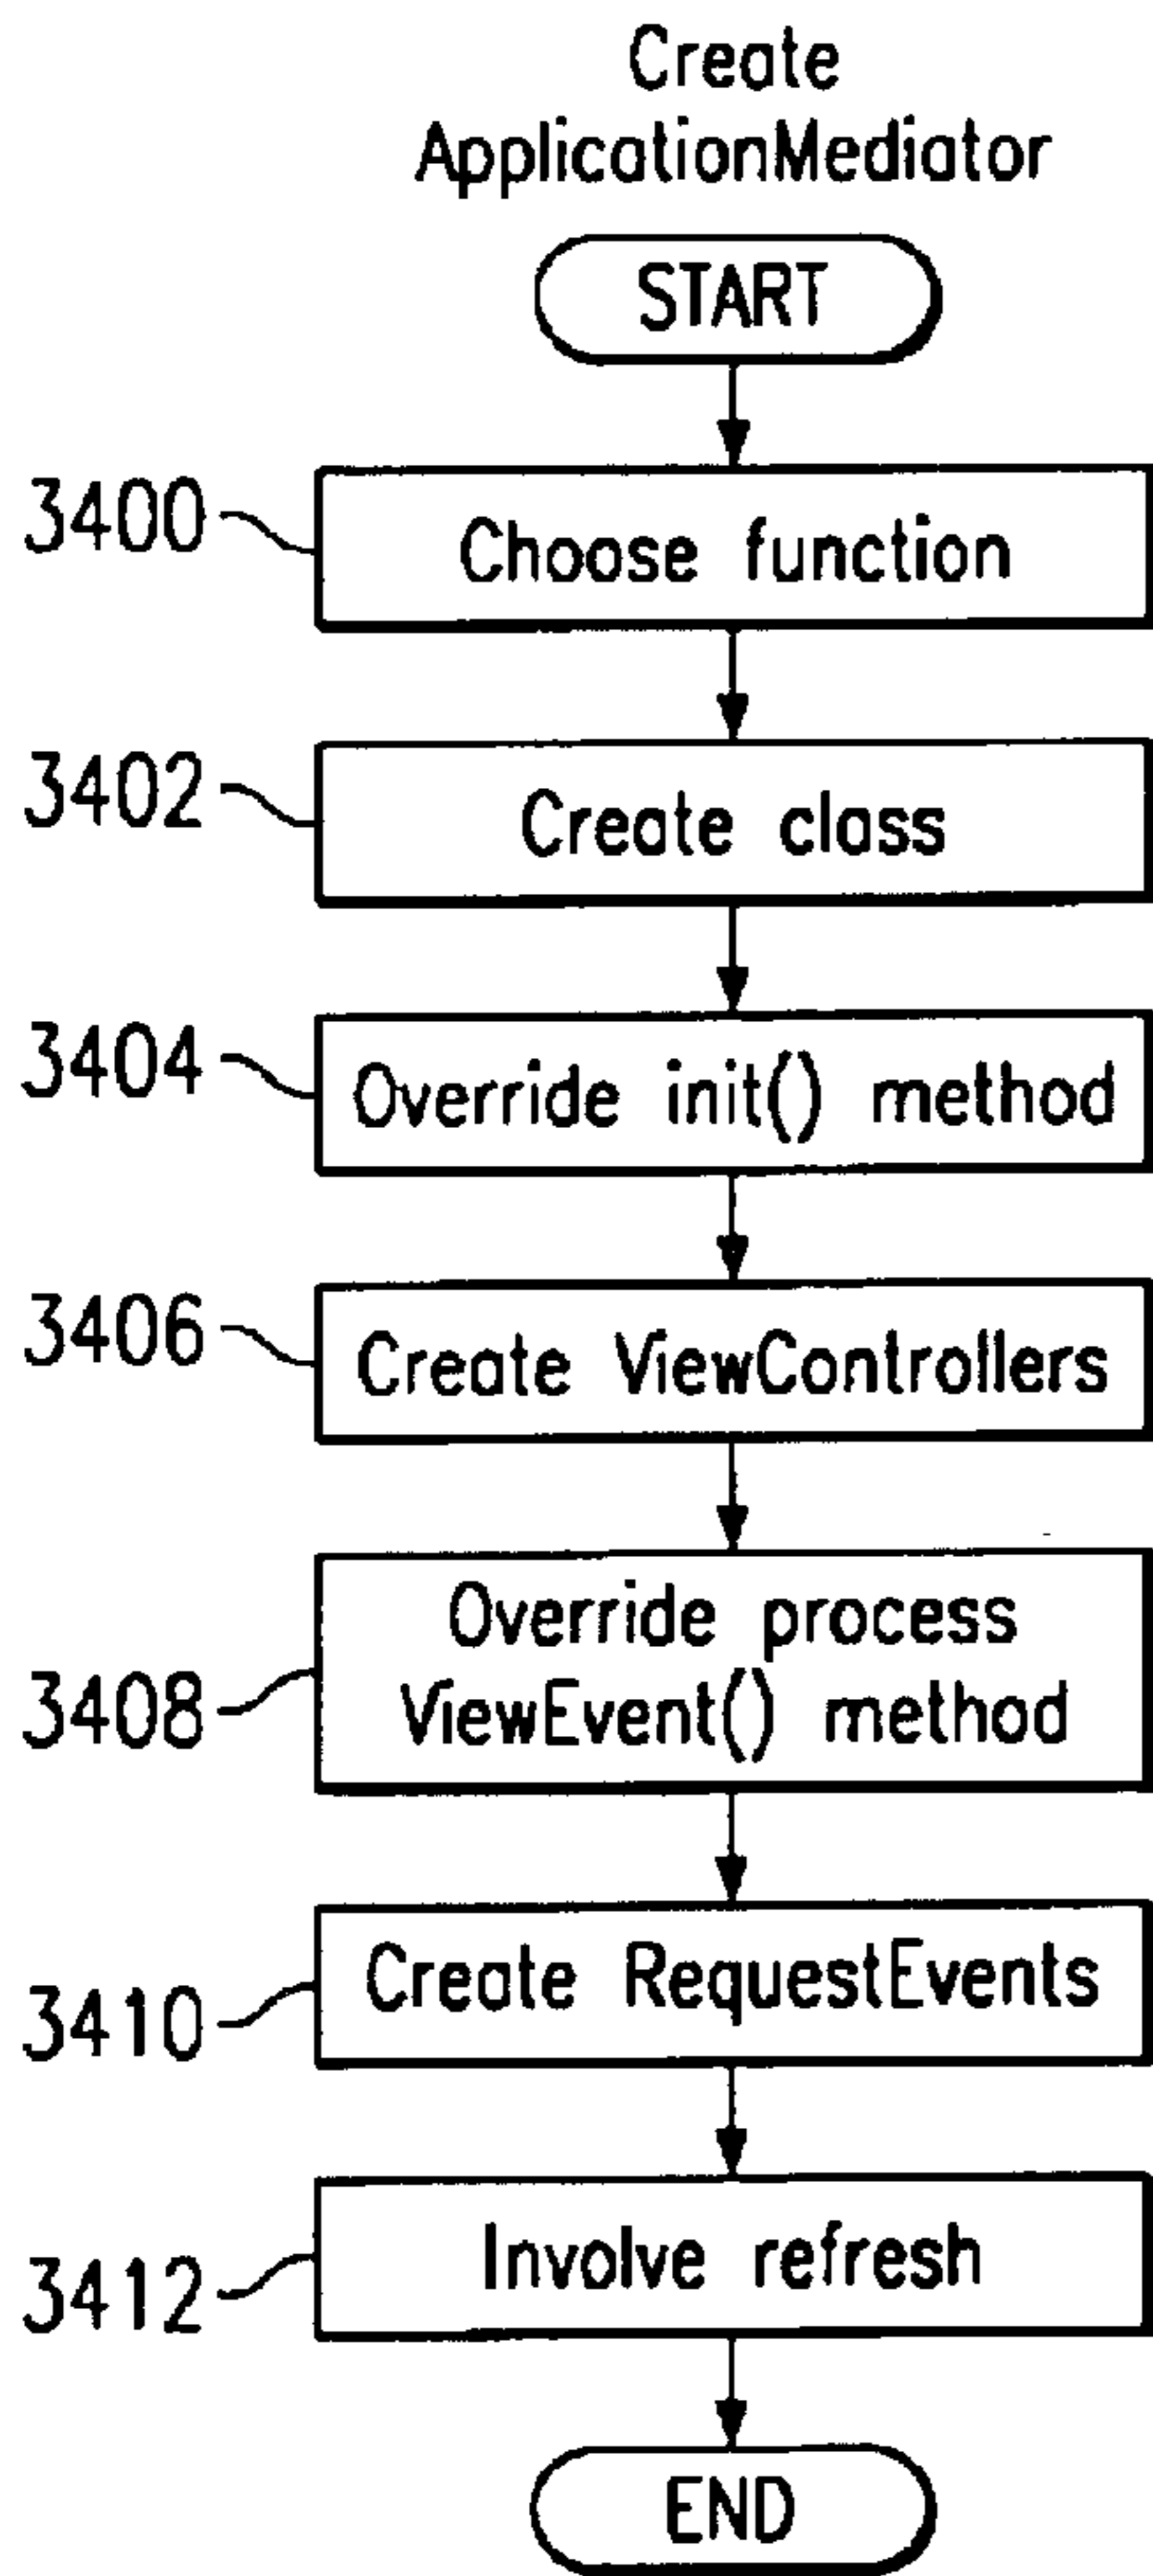 Create
ApplicationMediator
START
3400
Choose function
3402
Create class
3404
Override init() method
3406
Create ViewControllers
Override process
3408
ViewEvent() method
3410
Create RequestEvents
3412
Involve refresh
END